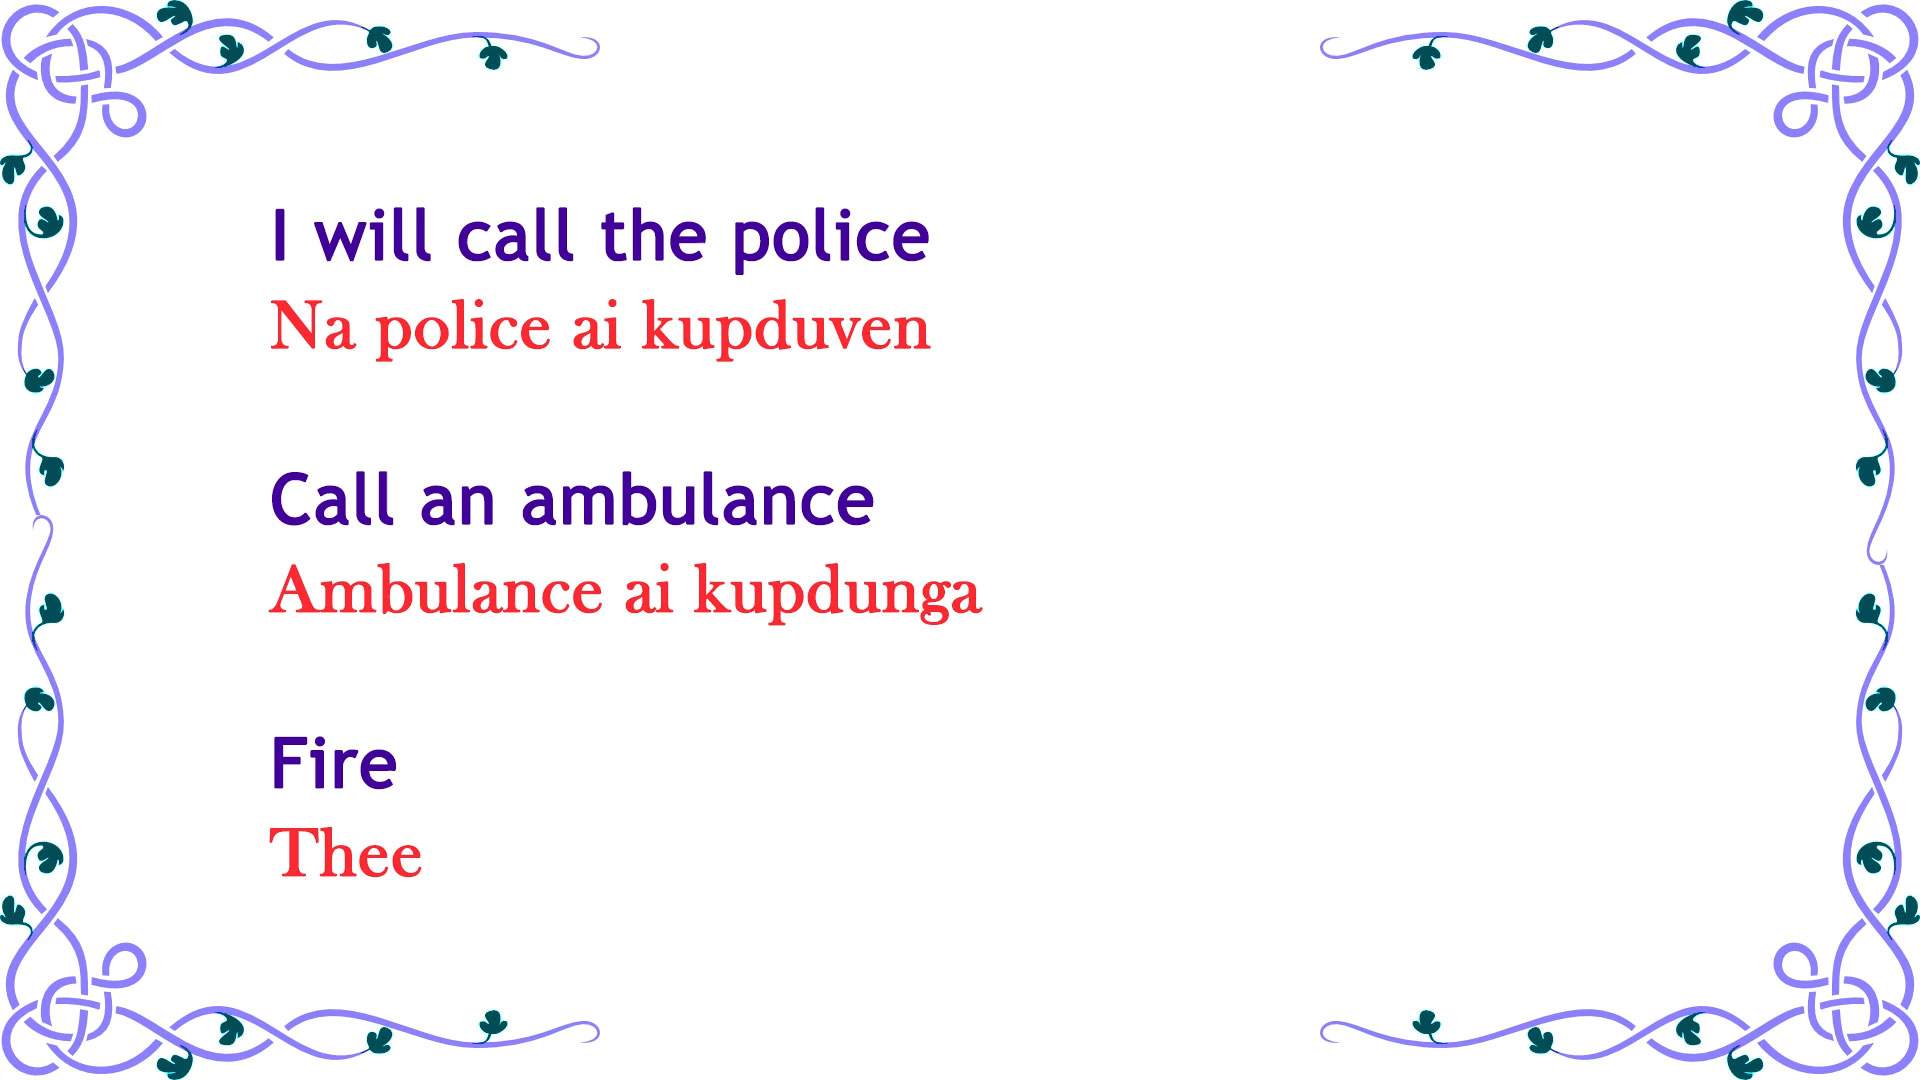 I will call the police
Na police ai kupduven
Call an ambulance
Ambulance ai kupdunga
Fire
Thee